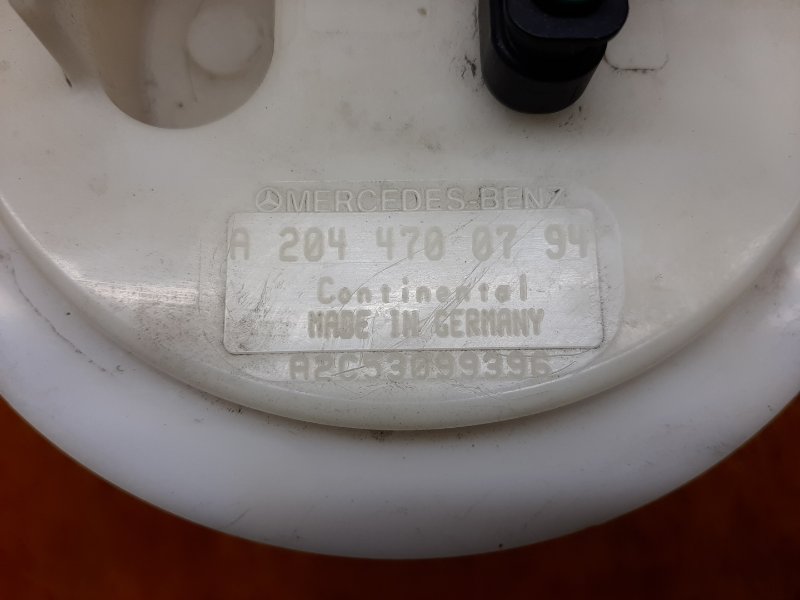 MERCEDES-BENZ
A 204 470 07 94
Continental
MADE IN GERMANY
A2C53099396